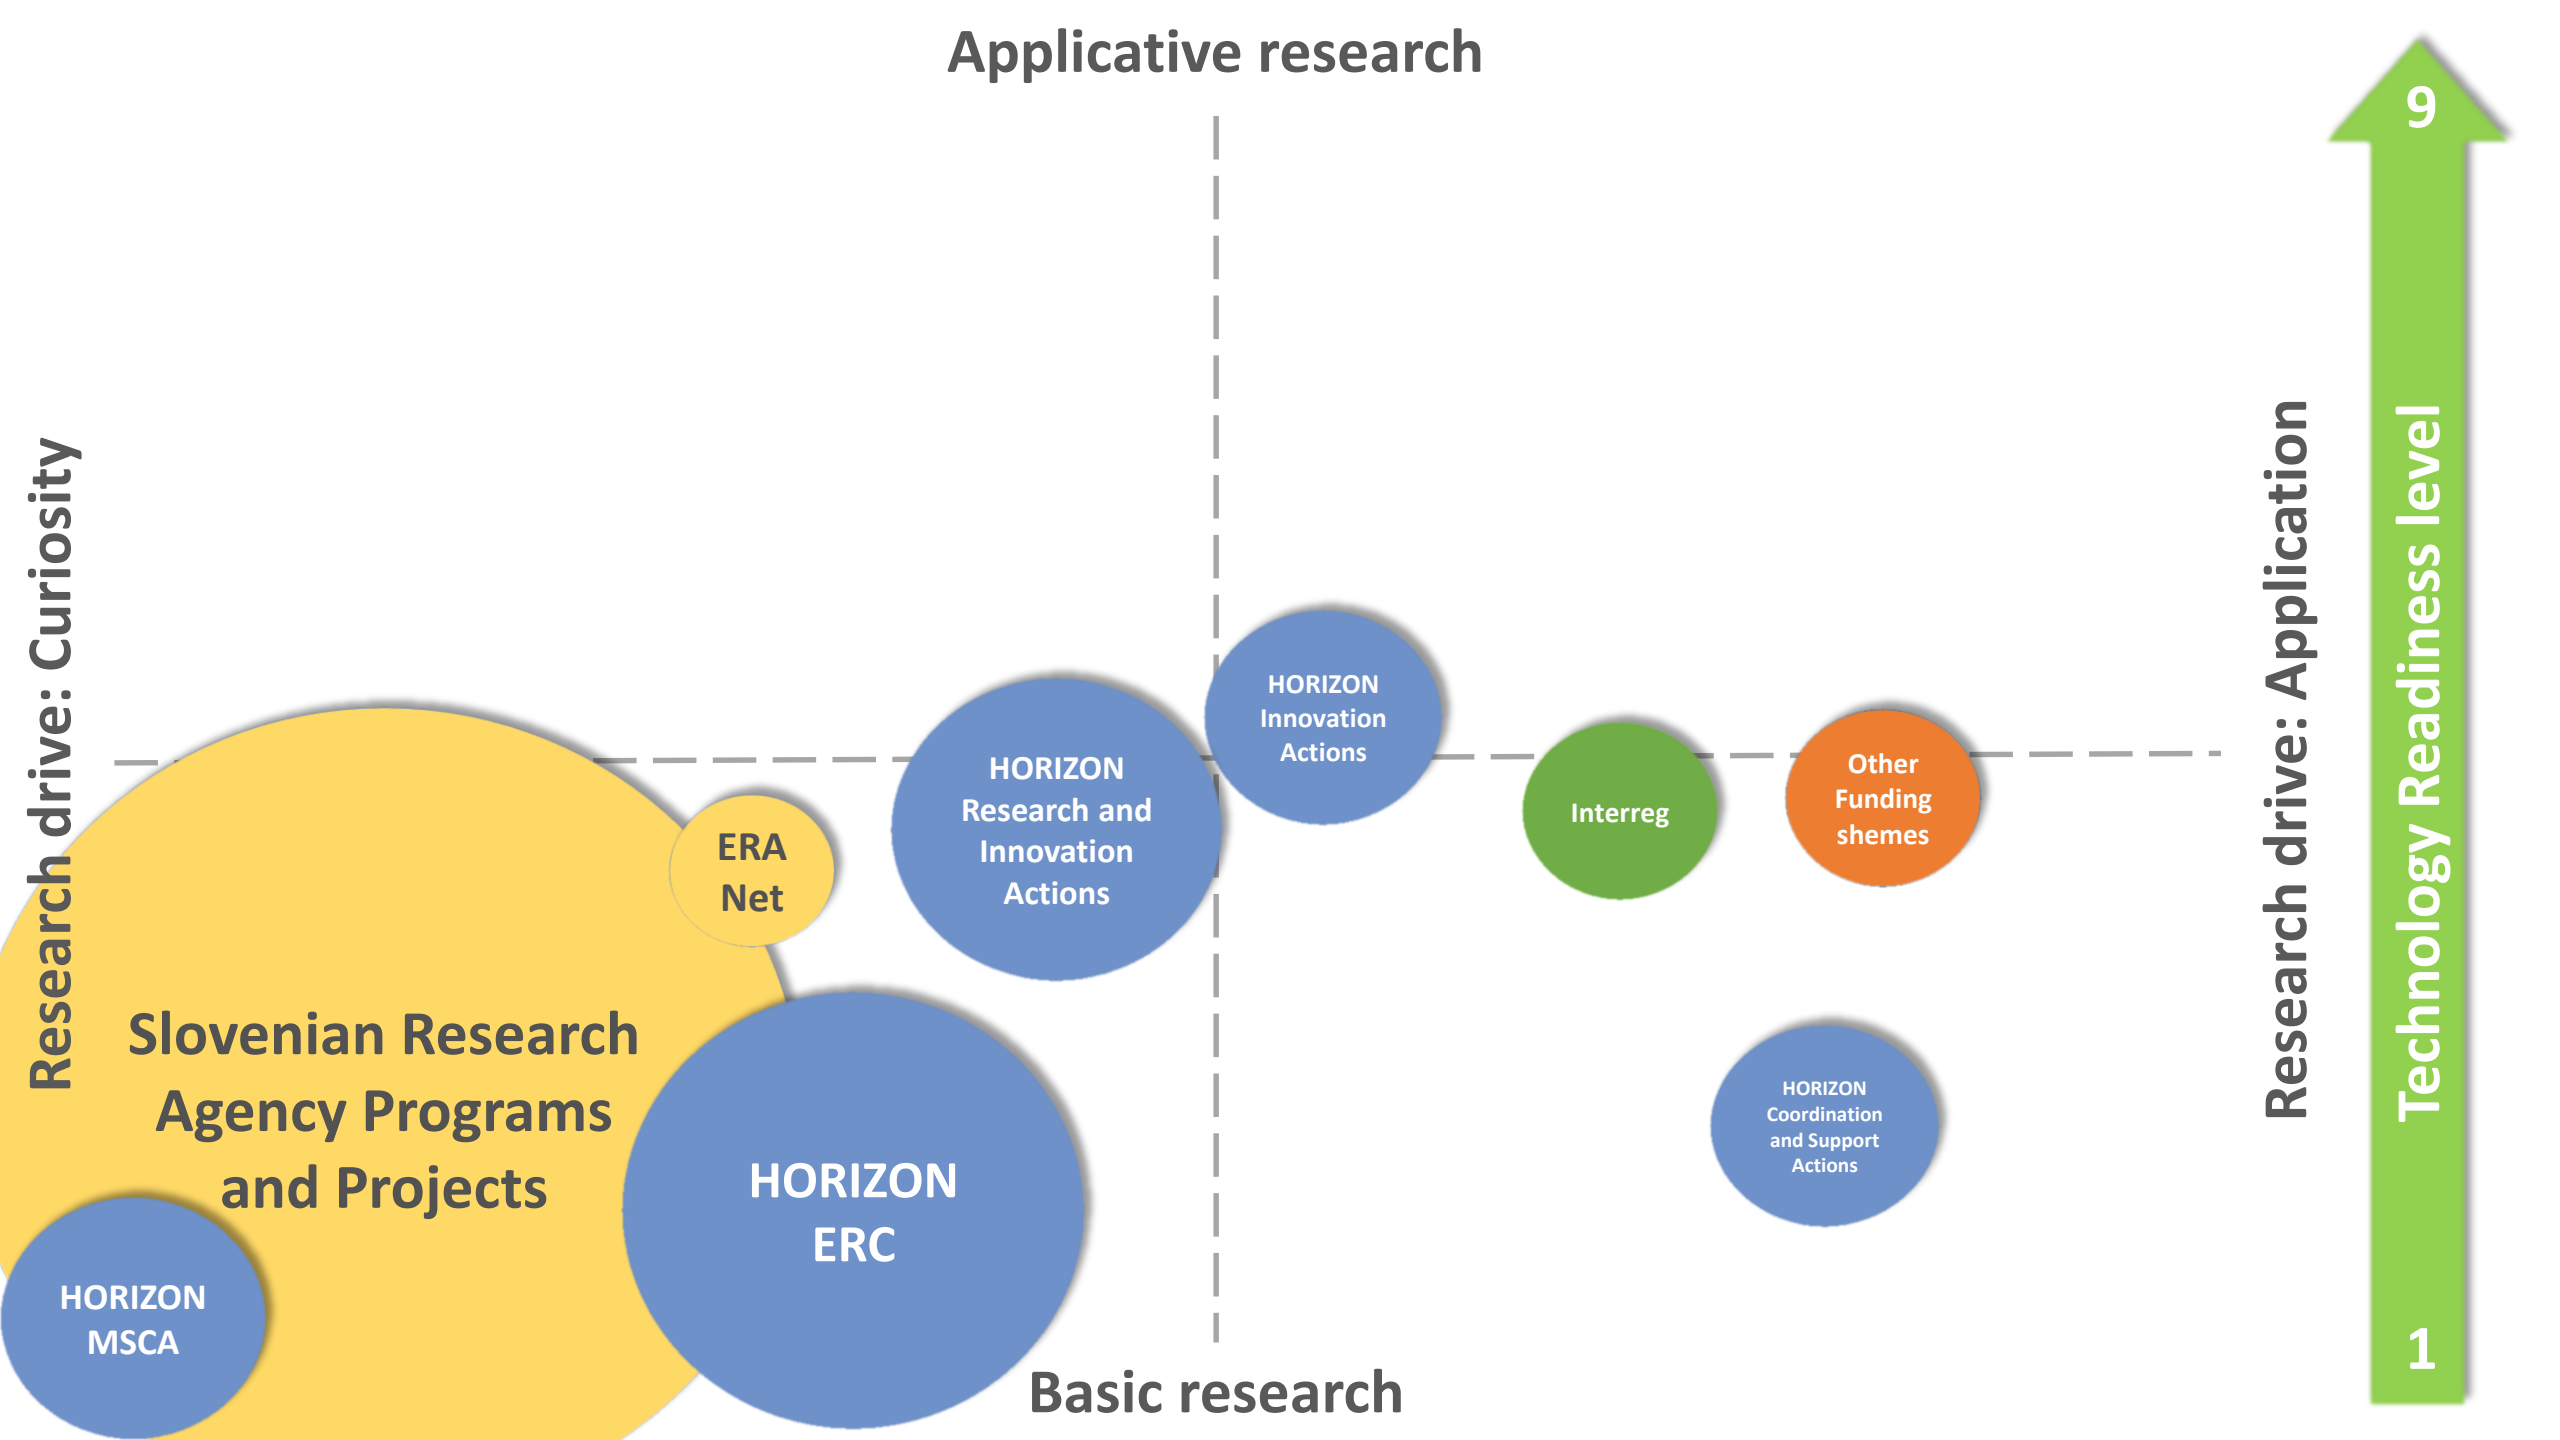 Applicative research
9
Research drive: Curiosity
Research drive: Application
Technology Readiness level
HORIZON
Innovation
Actions
HORIZON
Research and
Innovation
Actions
Interreg
Other
Funding
shemes
ERA
Net
Slovenian Research
Agency Programs
and Projects
HORIZON
ERC
HORIZON
Coordination
and Support
Actions
HORIZON
MSCA
1
Basic research